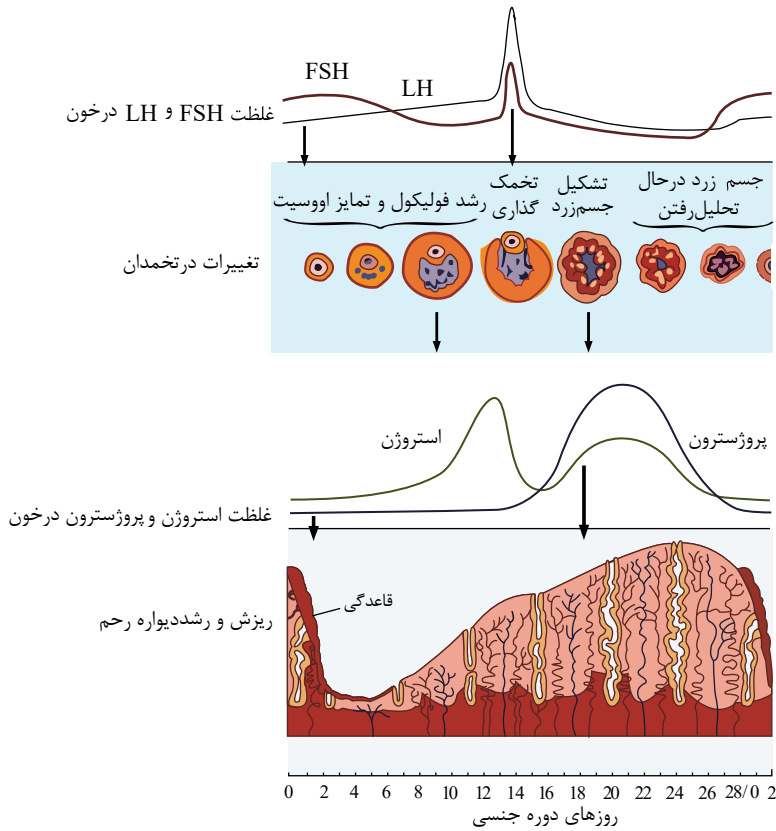 FSH
LH
غلظت FSH و LH درخون
رشد فولیکول و تمایز اووسیت
تخمک
گذاری
تشکیل
جسم‌زرد
جسم زرد درحال
تحلیل‌رفتن
تغییرات درتخمدان
استروژن
پروژسترون
غلظت استروژن و پروژسترون درخون
قاعدگی
ریزش و رشددیواره رحم
0 2 4 6 8 10 12 14 16 18 20 22 24 26 28/0 2
روزهای دوره جنسی